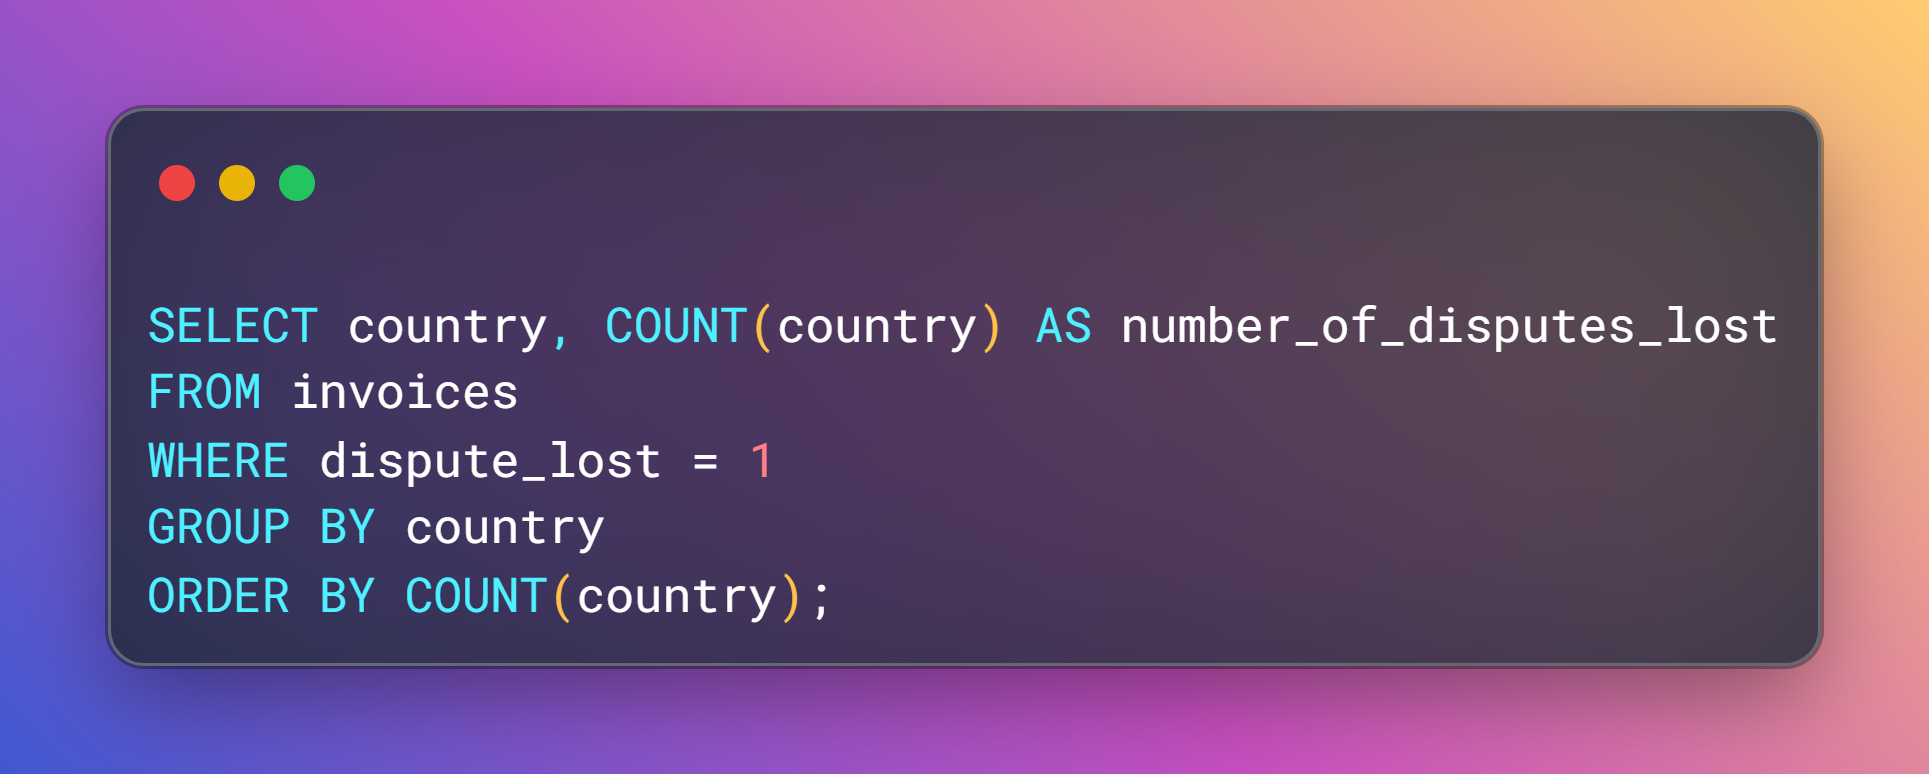 SELECT country, COUNT(country) AS number_of_disputes_lost
FROM invoices
WHERE dispute_lost = 1
GROUP BY country
ORDER BY COUNT(country);